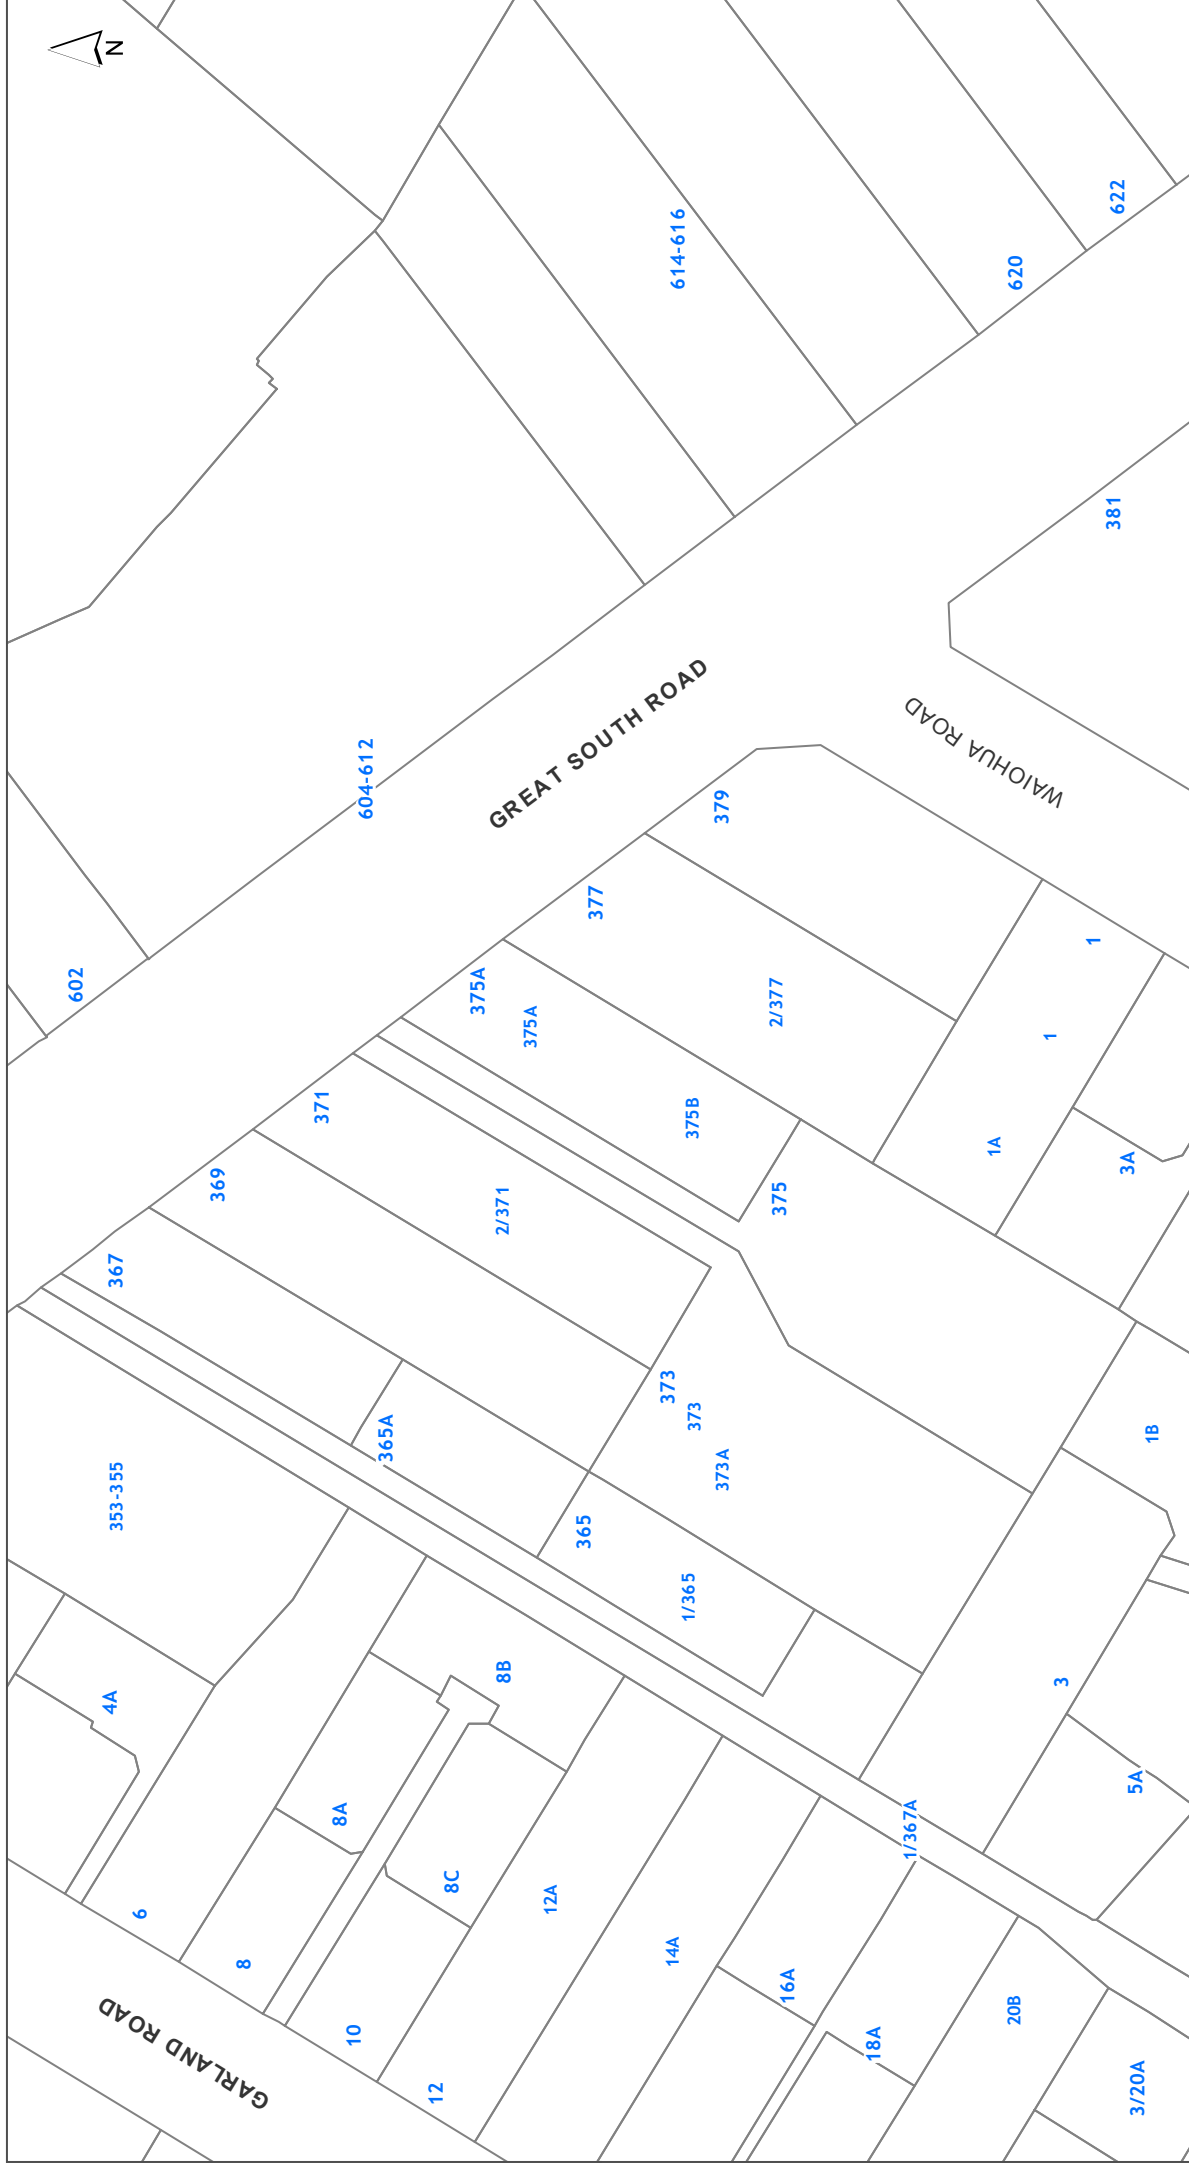 N
614-616
622
620
381
604-612
GREAT SOUTH ROAD
WAIOHUA ROAD
379
377
602
375A
375A
2/377
1
1
371
375B
1A
3A
369
2/371
375
367
373
373
1B
365A
373A
353-355
365
1/365
8B
3
4A
5A
8A
1/367A
8C
12A
6
14A
8
16A
20B
GARLAND ROAD
10
18A
12
3/20A